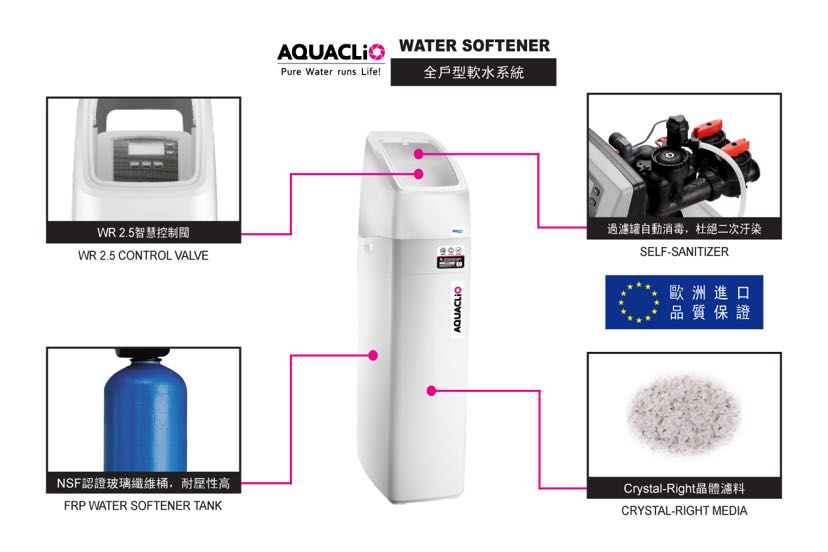 AQUACLiO
Pure Water runs Life!
WATER SOFTENER
全戶型軟水系統
WR 2.5智慧控制閥
WR 2.5 CONTROL VALVE
過濾罐自動消毒，杜絕二次汙染
SELF-SANITIZER
歐洲進口
品質保證
AQUACLiO
NSF認證玻璃纖維桶，耐壓性高
FRP WATER SOFTENER TANK
Crystal-Right晶體濾料
CRYSTAL-RIGHT MEDIA